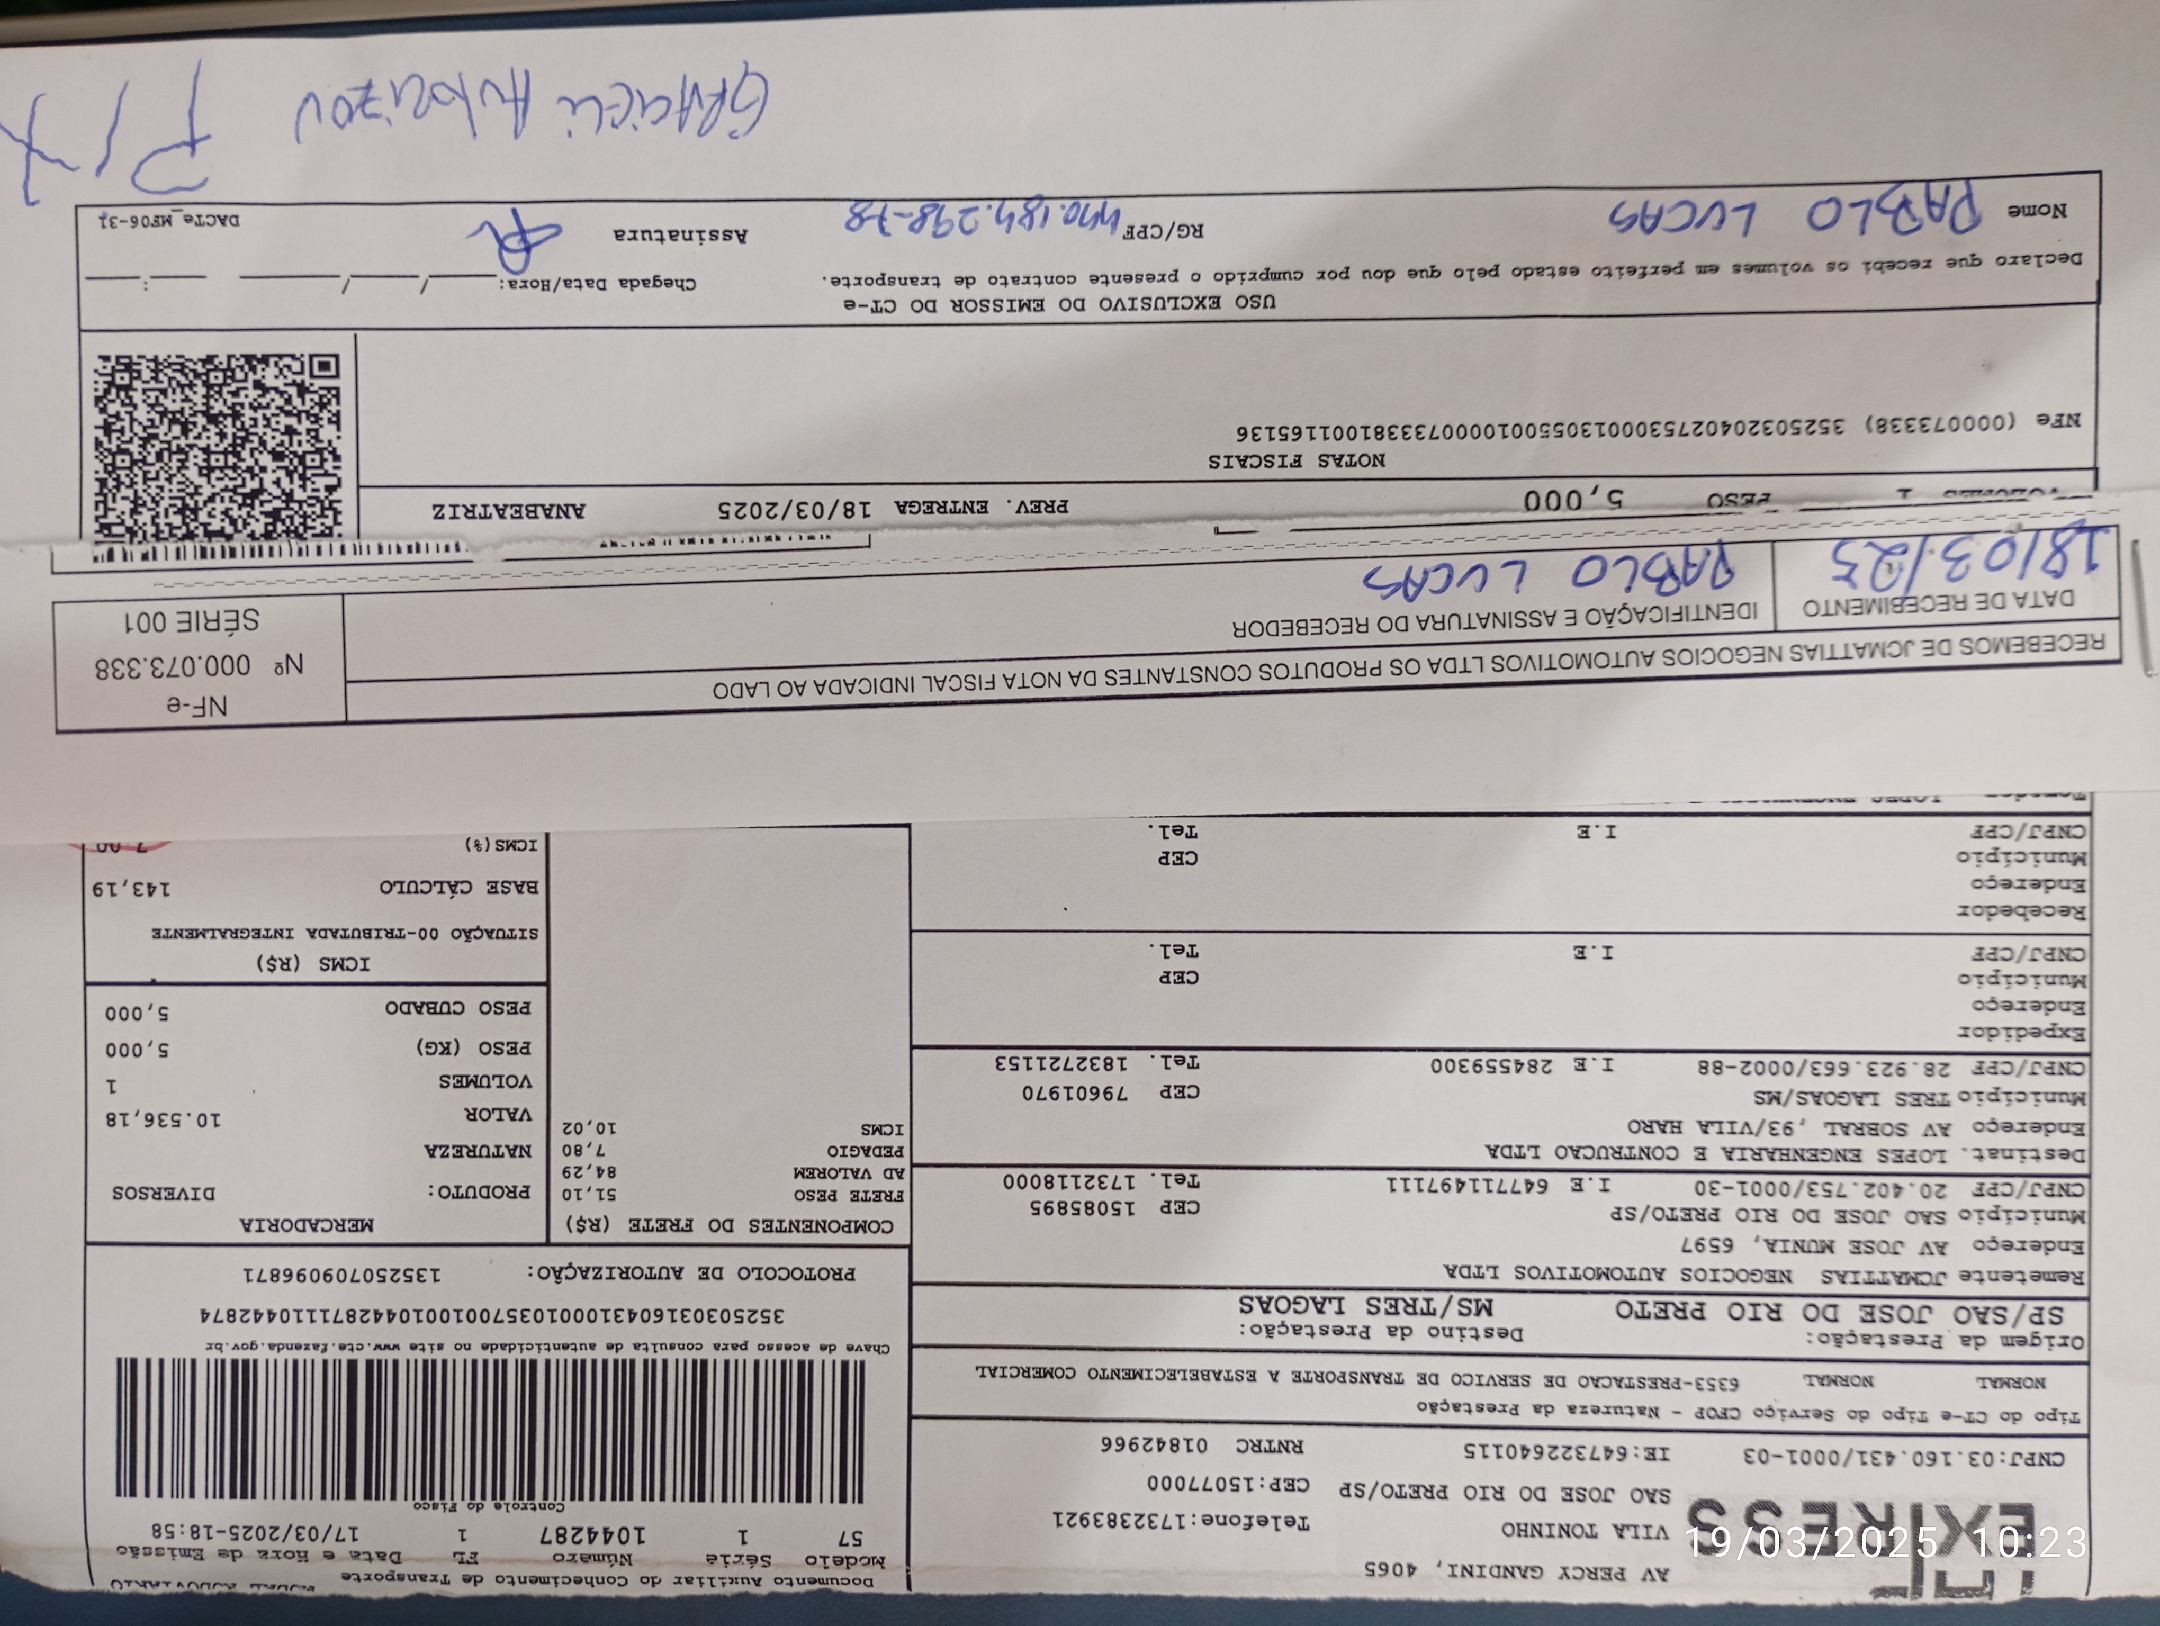 Documento Auxiliar do Conhecimento de Transporte
Modelo Série Número FL Data e Hora de Emissão
57 1 1044287 1 17/03/2025-18:58
Controle do Fisco
AV PERCY GANDINI, 4065
VILA TONINHO Telefone:1732383921
SAO JOSE DO RIO PRETO/SP CEP:15077000
CNPJ:03.160.431/0001-03 IE:647322640115 RNTRC 01842966
Tipo do CT-e Tipo do Serviço CFOP - Natureza da Prestação
NORMAL NORMAL 6353-PRESTACAO DE SERVICO DE TRANSPORTE A ESTABELECIMENTO COMERCIAL
Chave de acesso para consulta de autenticidade no site www.cte.fazenda.gov.br
352503031604310001035700100104428711110442874
PROTOCOLO DE AUTORIZAÇÃO: 135250709096871
Origem da Prestação: Destino da Prestação:
SP/SAO JOSE DO RIO PRETO MS/TRES LAGOAS
Remetente JCMATTIAS NEGOCIOS AUTOMOTIVOS LTDA
Endereço AV JOSE MUNIA, 6597
Município SAO JOSE DO RIO PRETO/SP CEP 15085895
CNPJ/CPF 20.402.753/0001-30 I.E 647711497111 Tel. 1732118000
Destinat. LOPES ENGENHARIA E CONTRUCAO LTDA
Endereço AV SOBRAL ,93/VILA HARO
Município TRES LAGOAS/MS CEP 79601970
CNPJ/CPF 28.923.663/0002-88 I.E 284559300 Tel. 1832721153
Expedidor
Endereço
Município CEP
CNPJ/CPF I.E Tel.
Recebedor
Endereço
Município CEP
CNPJ/CPF I.E Tel.
COMPONENTES DO FRETE (R$)
FRETE PESO 51,10
AD VALOREM 84,29
PEDAGIO 7,80
ICMS 10,02
MERCADORIA
PRODUTO: DIVERSOS
NATUREZA
VALOR 10.536,18
VOLUMES 1
PESO (KG) 5,000
PESO CUBADO 5,000
ICMS (R$)
SITUAÇÃO 00-TRIBUTADA INTEGRALMENTE
BASE CÁLCULO 143,19
ICMS(%) 7,00
RECEBEMOS DE JCMATTIAS NEGOCIOS AUTOMOTIVOS LTDA OS PRODUTOS CONSTANTES DA NOTA FISCAL INDICADA AO LADO
DATA DE RECEBIMENTO IDENTIFICAÇÃO E ASSINATURA DO RECEBEDOR
18/03/25 PABLO LUCAS
NF-e
Nº 000.073.338
SÉRIE 001
VOLUMES 1 PESO 5,000 PREV. ENTREGA 18/03/2025 ANABEATRIZ
NOTAS FISCAIS
NFe (000073338) 35250320402753000130550010000733381001165136
USO EXCLUSIVO DO EMISSOR DO CT-e
Declaro que recebi os volumes em perfeito estado pelo que dou por cumprido o presente contrato de transporte.
Chegada Data/Hora: / / :
Nome PABLO LUCAS RG/CPF 440.184.298-78 Assinatura
DACTe_MF06-31
GRACIELI AUTORIZOU
PIX
19/03/2025 10:23